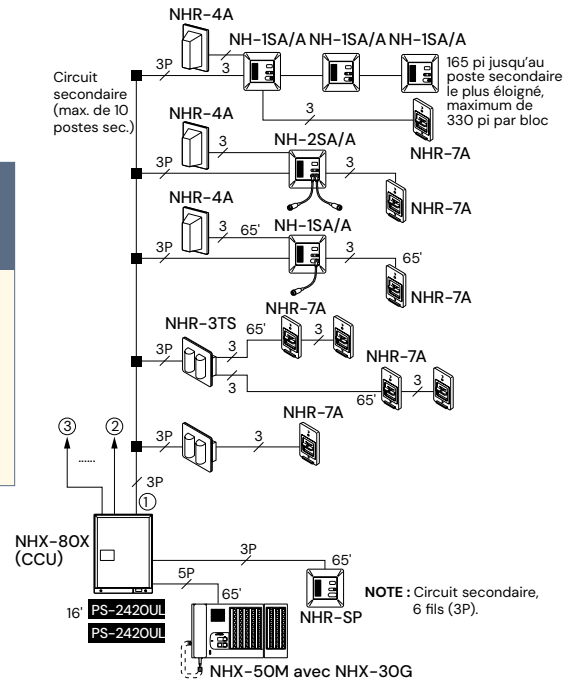 NHR-4A
NH-1SA/A NH-1SA/A NH-1SA/A
3P
3
Circuit
secondaire
(max. de 10
postes sec.)
165 pi jusqu'au
poste secondaire
le plus éloigné,
maximum de
330 pi par bloc
3
NHR-7A
NHR-4A
3
NH-2SA/A
3P
3
NHR-7A
NHR-4A
3
65'
NH-1SA/A
3P
3
65'
NHR-7A
NHR-3TS
NHR-7A
3P
3
65'
3
3
NHR-7A
65'
3
NHR-7A
3P
3
③
②
......
3P
①
NHX-80X
(CCU)
3P
65'
5P
65'
NHR-SP
NOTE : Circuit secondaire,
6 fils (3P).
16'
PS-2420UL
PS-2420UL
NHX-50M avec NHX-30G